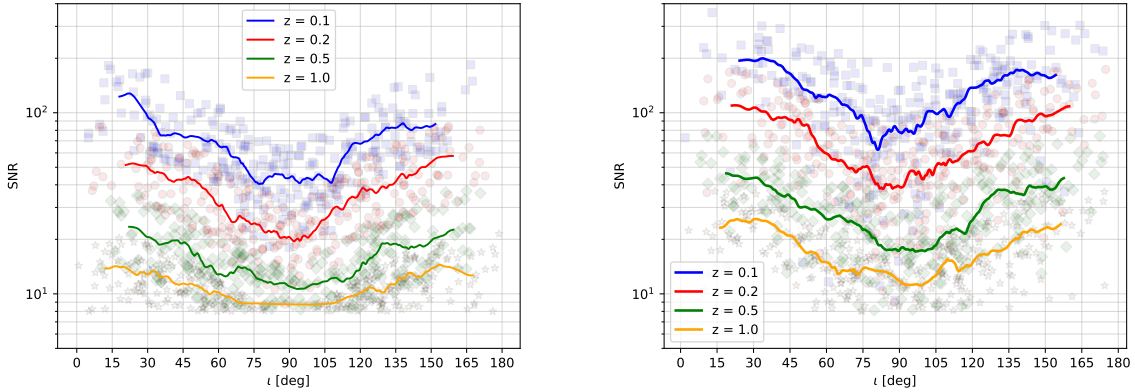 z = 0.1
z = 0.2
z = 0.5
z = 1.0
10²
10¹
SNR
0 15 30 45 60 75 90 105 120 135 150 165 180
ι [deg]
10²
10¹
SNR
z = 0.1
z = 0.2
z = 0.5
z = 1.0
0 15 30 45 60 75 90 105 120 135 150 165 180
ι [deg]